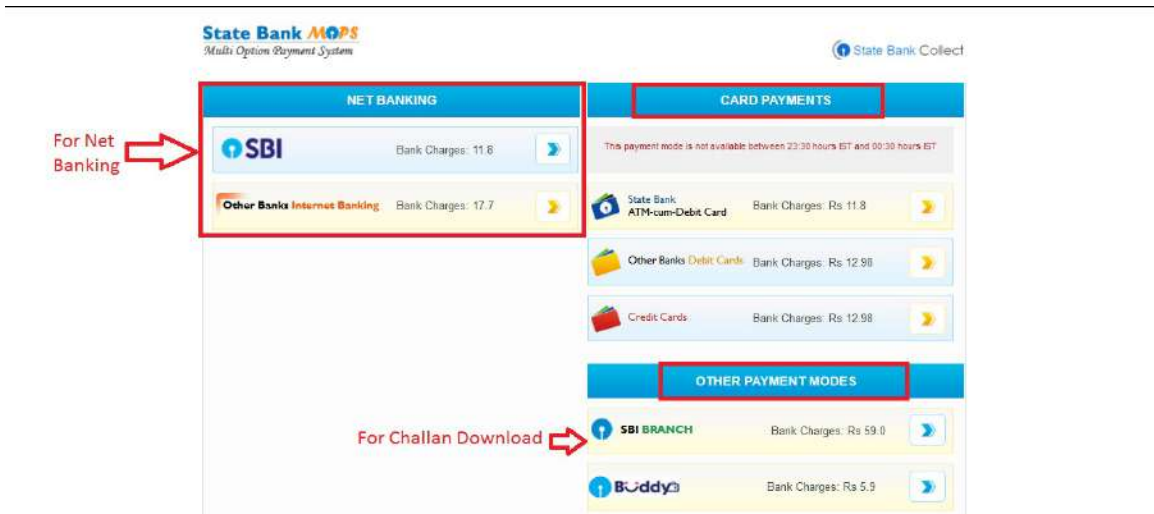 State Bank MOPS
Multi Option Payment System
State Bank Collect
NET BANKING
For Net
Banking
SBI
Bank Charges: 11.8
Other Banks Internet Banking
Bank Charges: 17.7
CARD PAYMENTS
This payment mode is not available between 23:30 hours IST and 00:30 hours IST
State Bank
ATM-cum-Debit Card
Bank Charges: Rs 11.8
Other Banks Debit Cards
Bank Charges: Rs 12.98
Credit Cards
Bank Charges: Rs 12.98
OTHER PAYMENT MODES
For Challan Download
SBI BRANCH
Bank Charges: Rs 59.0
Buddy
Bank Charges: Rs 5.9